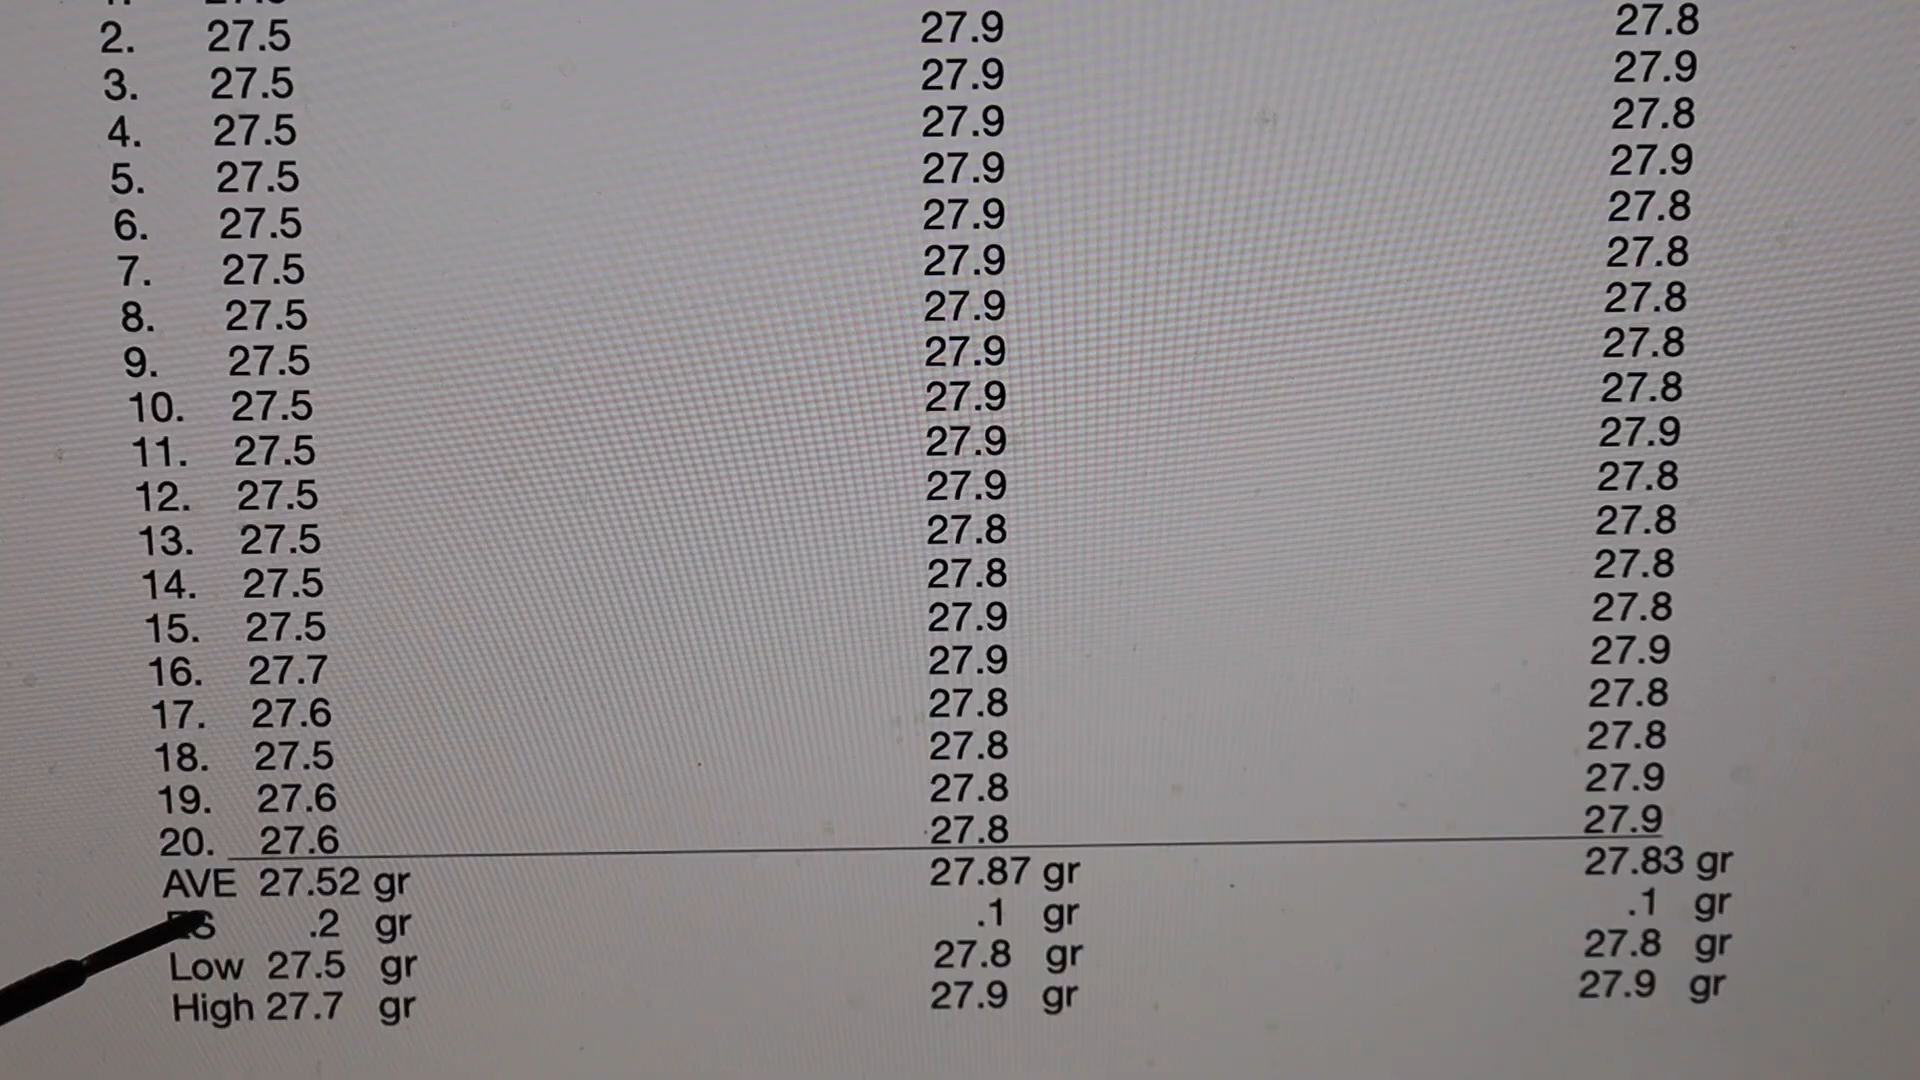 2. 27.5 27.9 27.8
3. 27.5 27.9 27.9
4. 27.5 27.9 27.8
5. 27.5 27.9 27.9
6. 27.5 27.9 27.8
7. 27.5 27.9 27.8
8. 27.5 27.9 27.8
9. 27.5 27.9 27.8
10. 27.5 27.9 27.8
11. 27.5 27.9 27.9
12. 27.5 27.9 27.8
13. 27.5 27.8 27.8
14. 27.5 27.8 27.8
15. 27.5 27.9 27.8
16. 27.7 27.9 27.9
17. 27.6 27.8 27.8
18. 27.5 27.8 27.8
19. 27.6 27.8 27.9
20. 27.6 27.8 27.9
AVE 27.52 gr 27.87 gr 27.83 gr
ES .2 gr .1 gr .1 gr
Low 27.5 gr 27.8 gr 27.8 gr
High 27.7 gr 27.9 gr 27.9 gr